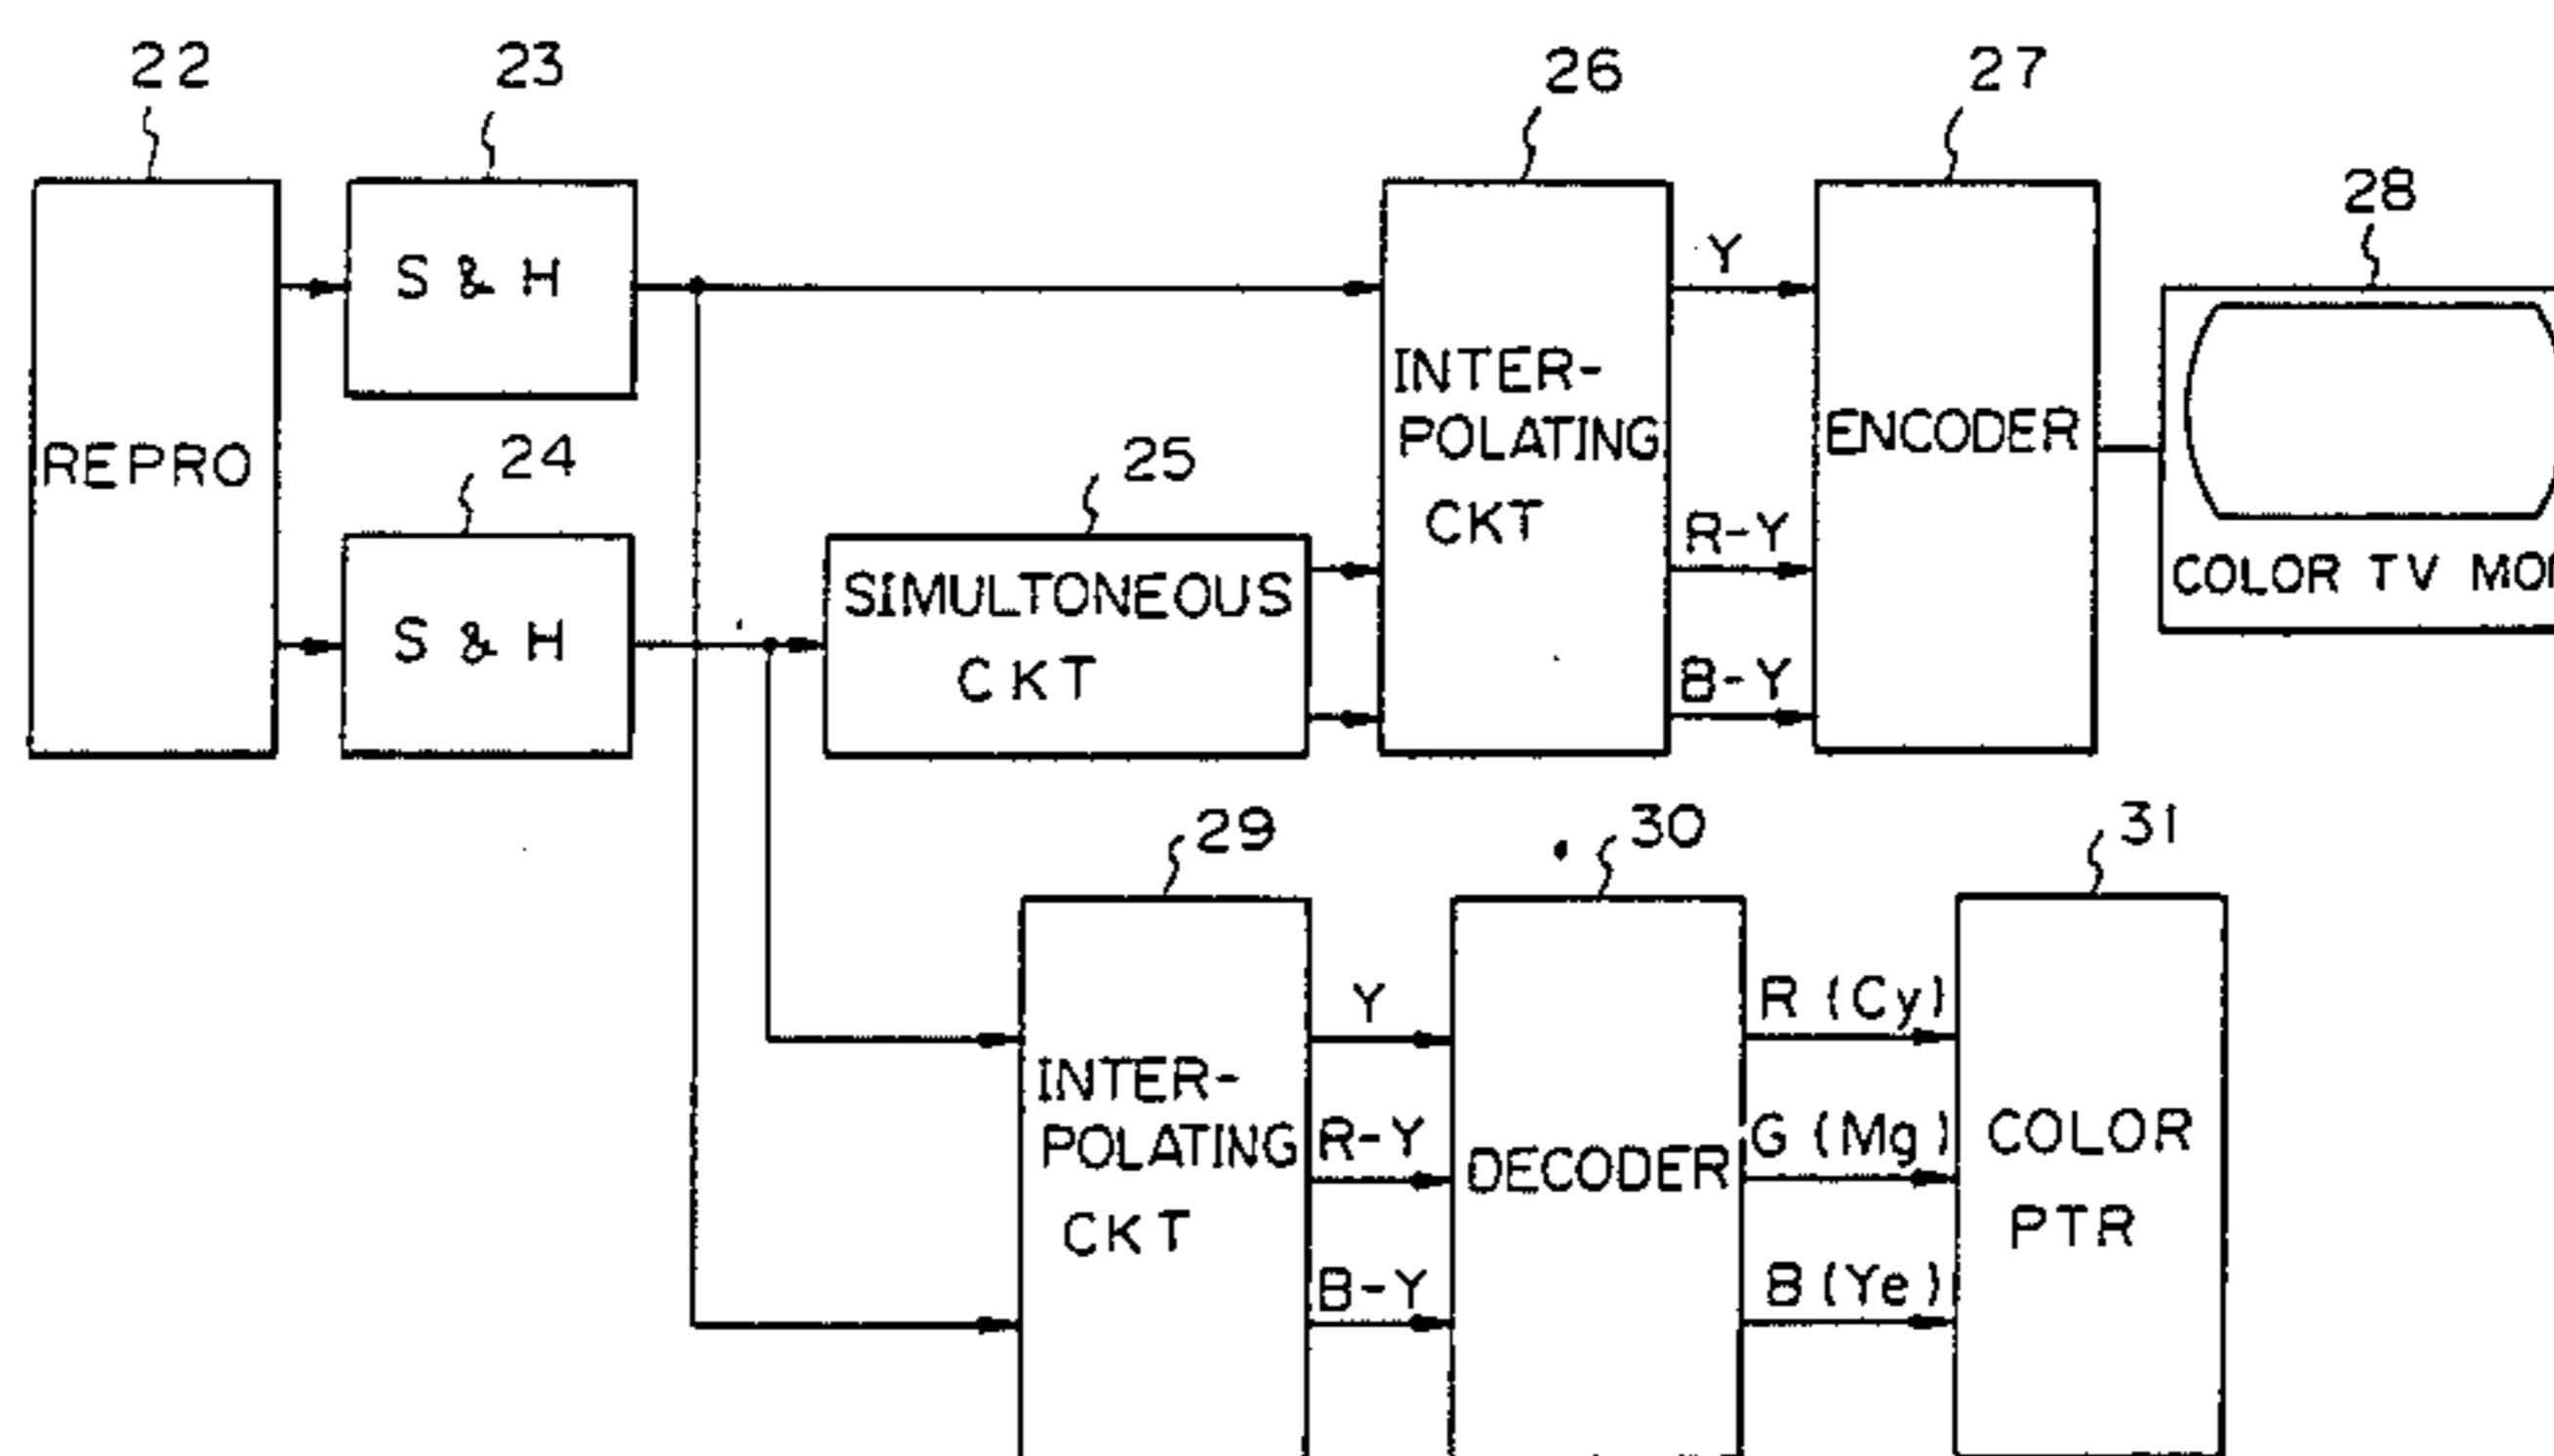 22
23
26
27
28
REPRO
S & H
INTER-
POLATING
CKT
Y
R-Y
B-Y
ENCODER
COLOR TV MON
24
S & H
25
SIMULTONEOUS
CKT
29
30
31
INTER-
POLATING
CKT
Y
R-Y
B-Y
DECODER
R (Cy)
G (Mg)
B (Ye)
COLOR
PTR